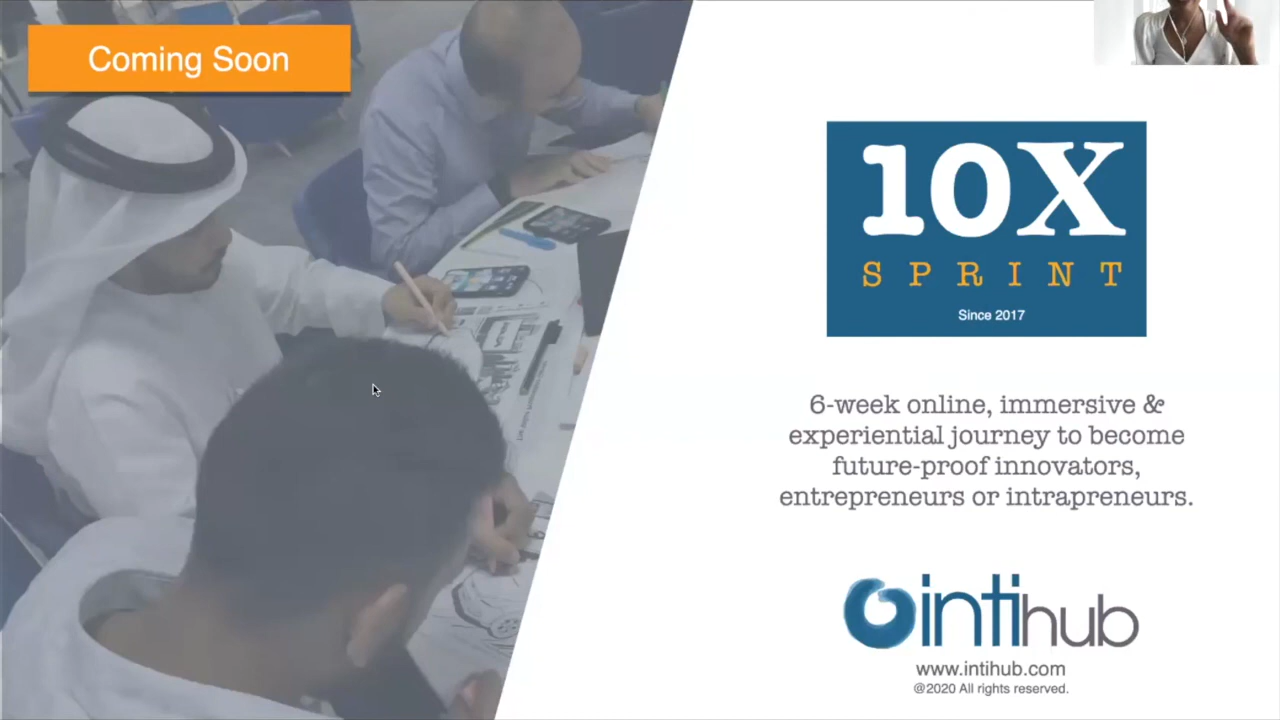 Coming Soon
10X
SPRINT
Since 2017
6-week online, immersive &
experiential journey to become
future-proof innovators,
entrepreneurs or intrapreneurs.
intihub
www.intihub.com
@2020 All rights reserved.